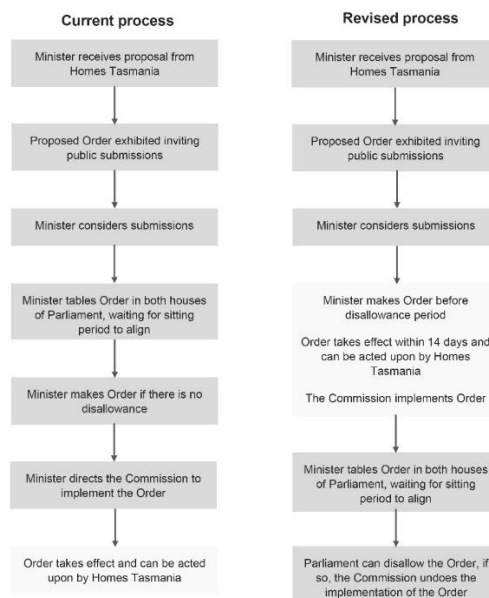 Current process
Minister receives proposal from
Homes Tasmania
Proposed Order exhibited inviting
public submissions
Minister considers submissions
Minister tables Order in both houses
of Parliament, waiting for sitting
period to align
Minister makes Order if there is no
disallowance
Minister directs the Commission to
implement the Order
Order takes effect and can be acted
upon by Homes Tasmania
Revised process
Minister receives proposal from
Homes Tasmania
Proposed Order exhibited inviting
public submissions
Minister considers submissions
Minister makes Order before
disallowance period
Order takes effect within 14 days and
can be acted upon by Homes
Tasmania
The Commission implements Order
Minister tables Order in both houses
of Parliament, waiting for sitting
period to align
Parliament can disallow the Order, if
so, the Commission undoes the
implementation of the Order